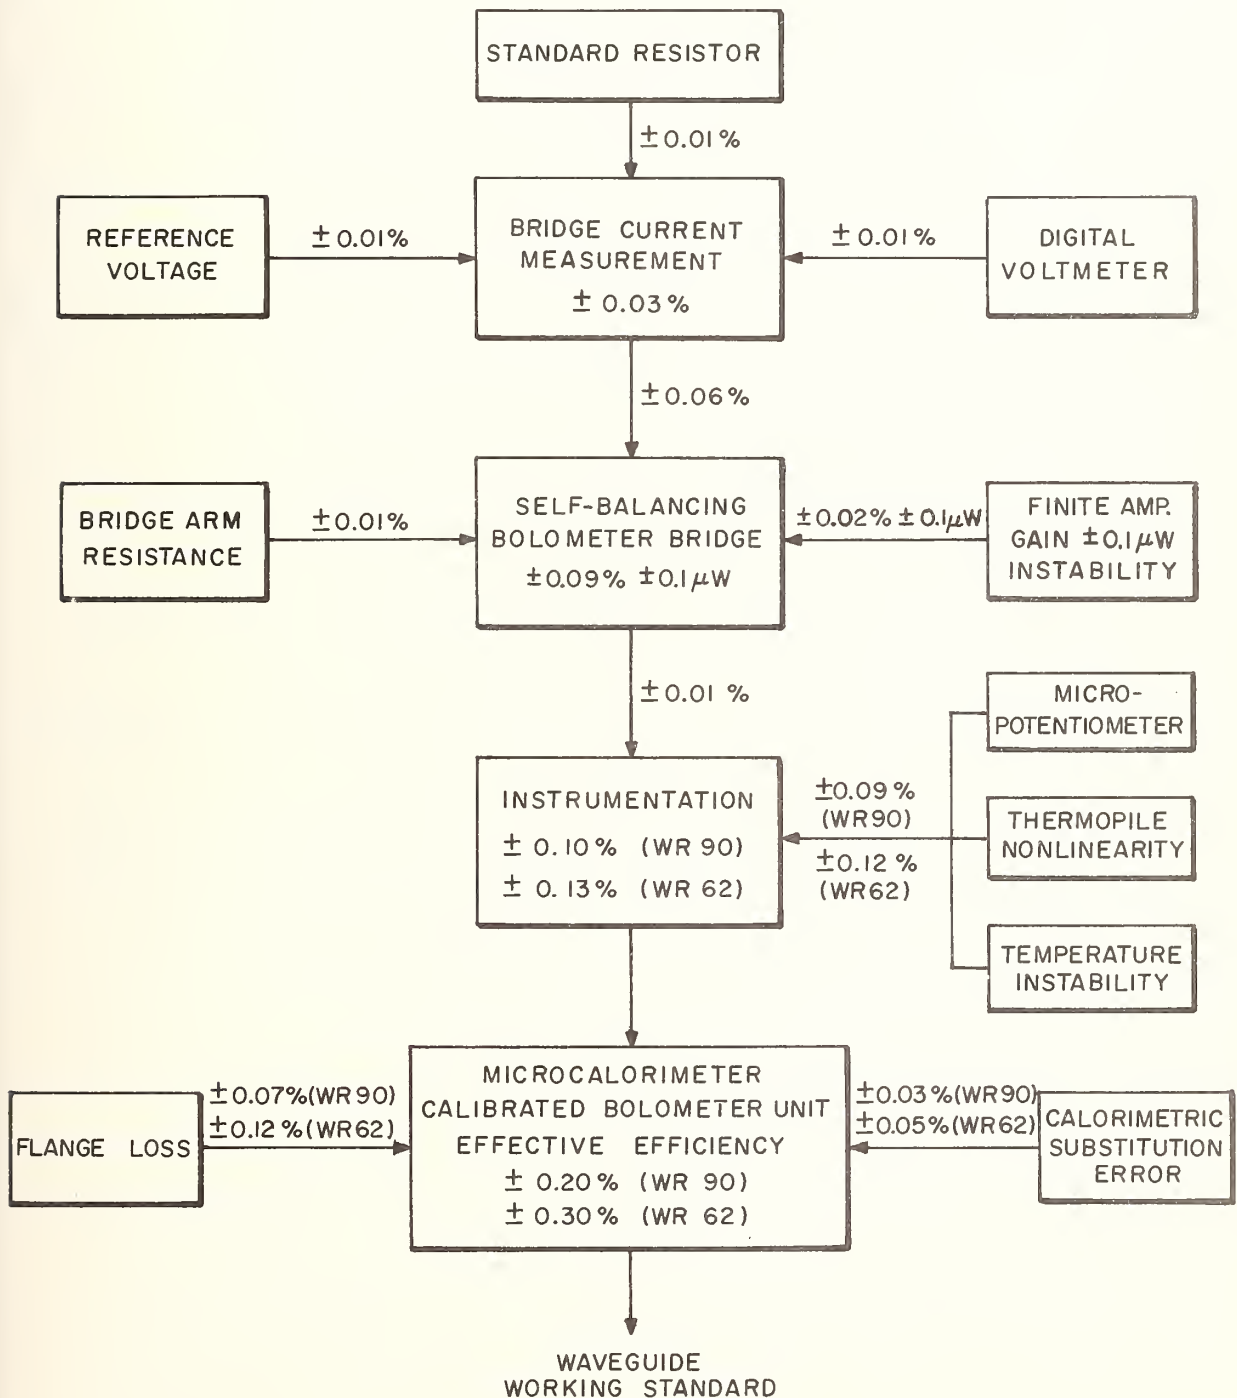 STANDARD RESISTOR
±0.01%
REFERENCE
VOLTAGE
±0.01%
BRIDGE CURRENT
MEASUREMENT
± 0.03%
±0.01%
DIGITAL
VOLTMETER
±0.06%
BRIDGE ARM
RESISTANCE
±0.01%
SELF-BALANCING
BOLOMETER BRIDGE
±0.09% ±0.1μW
±0.02% ±0.1μW
FINITE AMP.
GAIN ±0.1μW
INSTABILITY
±0.01 %
INSTRUMENTATION
± 0.10% (WR 90)
± 0.13% (WR 62)
±0.09%
(WR90)
±0.12%
(WR62)
MICRO-
POTENTIOMETER
THERMOPILE
NONLINEARITY
TEMPERATURE
INSTABILITY
FLANGE LOSS
±0.07%(WR90)
±0.12%(WR62)
MICROCALORIMETER
CALIBRATED BOLOMETER UNIT
EFFECTIVE EFFICIENCY
± 0.20% (WR 90)
± 0.30% (WR 62)
±0.03%(WR90)
±0.05%(WR62)
CALORIMETRIC
SUBSTITUTION
ERROR
WAVEGUIDE
WORKING STANDARD